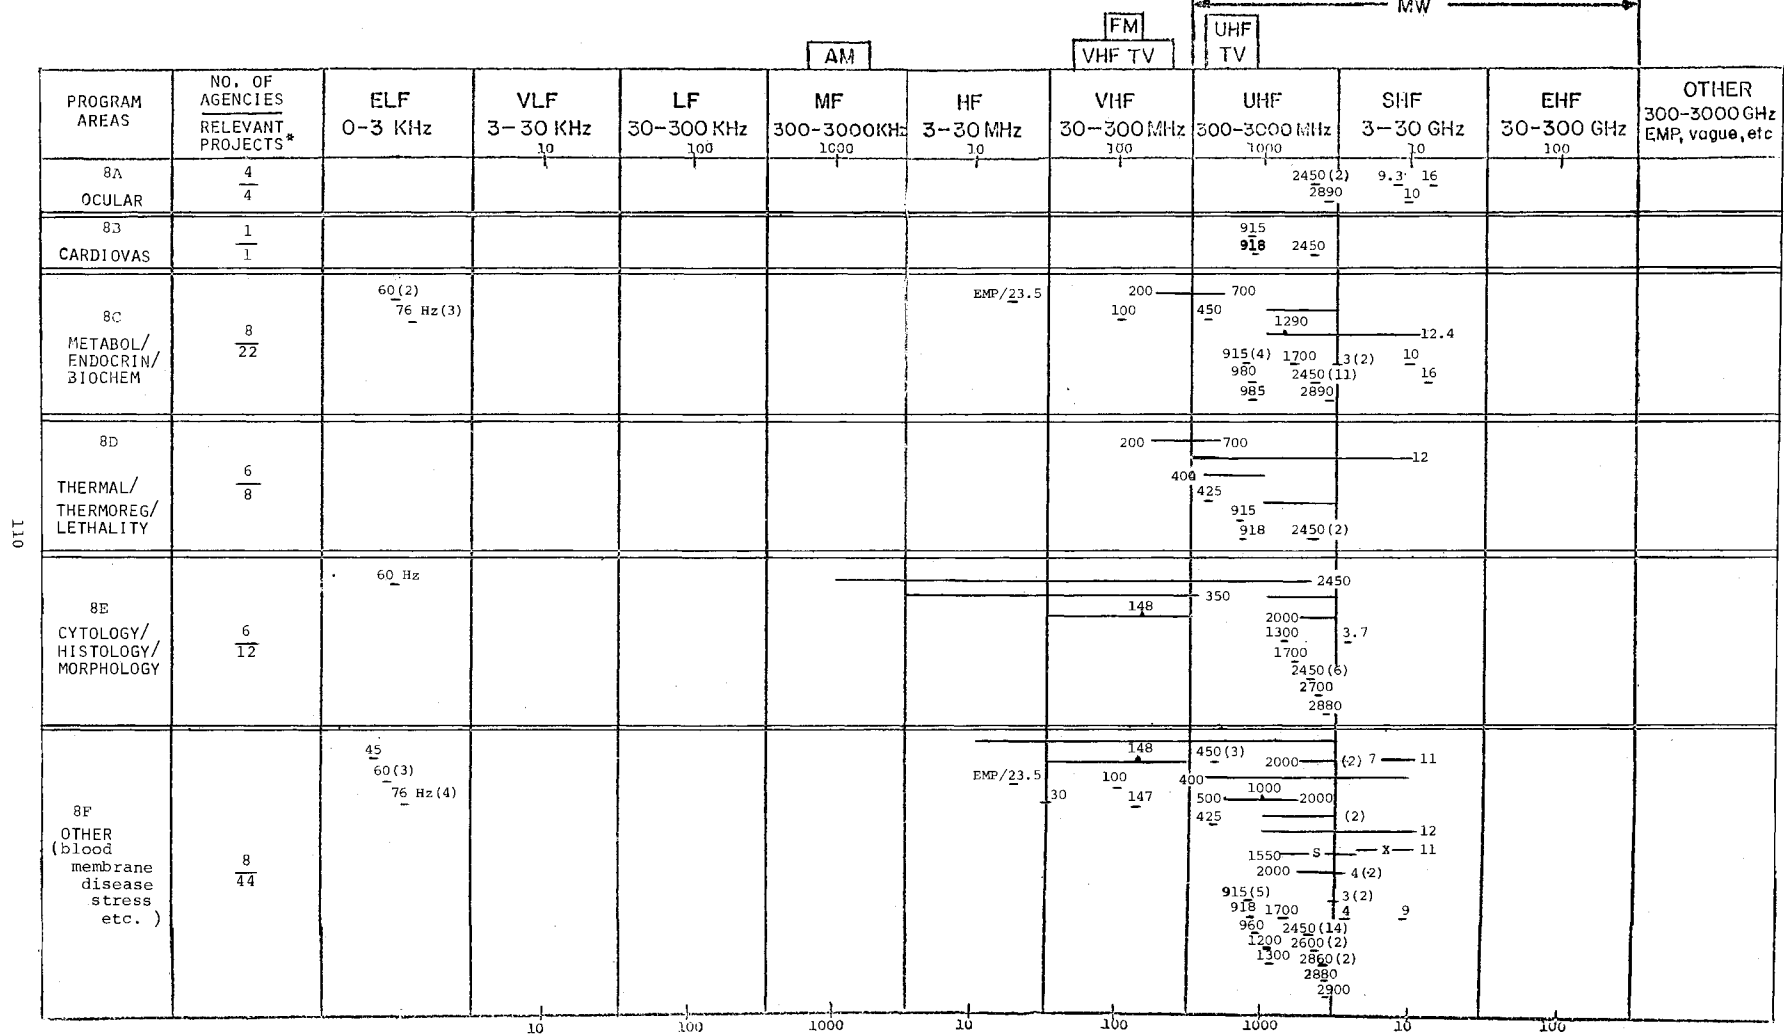 MW
FM
UHF
TV
AM
VHF TV
PROGRAM
AREAS
NO. OF
AGENCIES
RELEVANT
PROJECTS*
ELF
0-3 KHz
VLF
3-30 KHz
10
LF
30-300 KHz
100
MF
300-3000KHz
1000
HF
3-30 MHz
10
VHF
30-300 MHz
100
UHF
300-3000 MHz
1000
SHF
3-30 GHz
10
EHF
30-300 GHz
100
OTHER
300-3000 GHz
EMP, vague, etc
8A
OCULAR
4
4
2450(2) 9.3 16
2890 10
8B
CARDIOVAS
1
1
915
918 2450
8C
METABOL/
ENDOCRIN/
BIOCHEM
8
22
60(2)
76 Hz(3)
EMP/23.5
200 700
100 450
1290
12.4
915(4) 1700 3(2) 10
980 2450(11) 16
985 2890
8D
THERMAL/
THERMOREG/
LETHALITY
6
8
200 700
12
400
425
915
918 2450(2)
110
8E
CYTOLOGY/
HISTOLOGY/
MORPHOLOGY
6
12
60 Hz
2450
350
148
2000
1300 3.7
1700
2450(6)
2700
2880
8F
OTHER
(blood
membrane
disease
stress
etc. )
8
44
45
60(3)
76 Hz(4)
148 450(3)
2000 (2) 7 11
EMP/23.5 100 400
1000
30 147 500 2000
425 (2)
12
1550 S X 11
2000 4(2)
915(5) 3(2)
918 1700 4 9
960 2450(14)
1200 2600(2)
1300 2860(2)
2880
2900
10 100 1000 10 100 1000 10 100